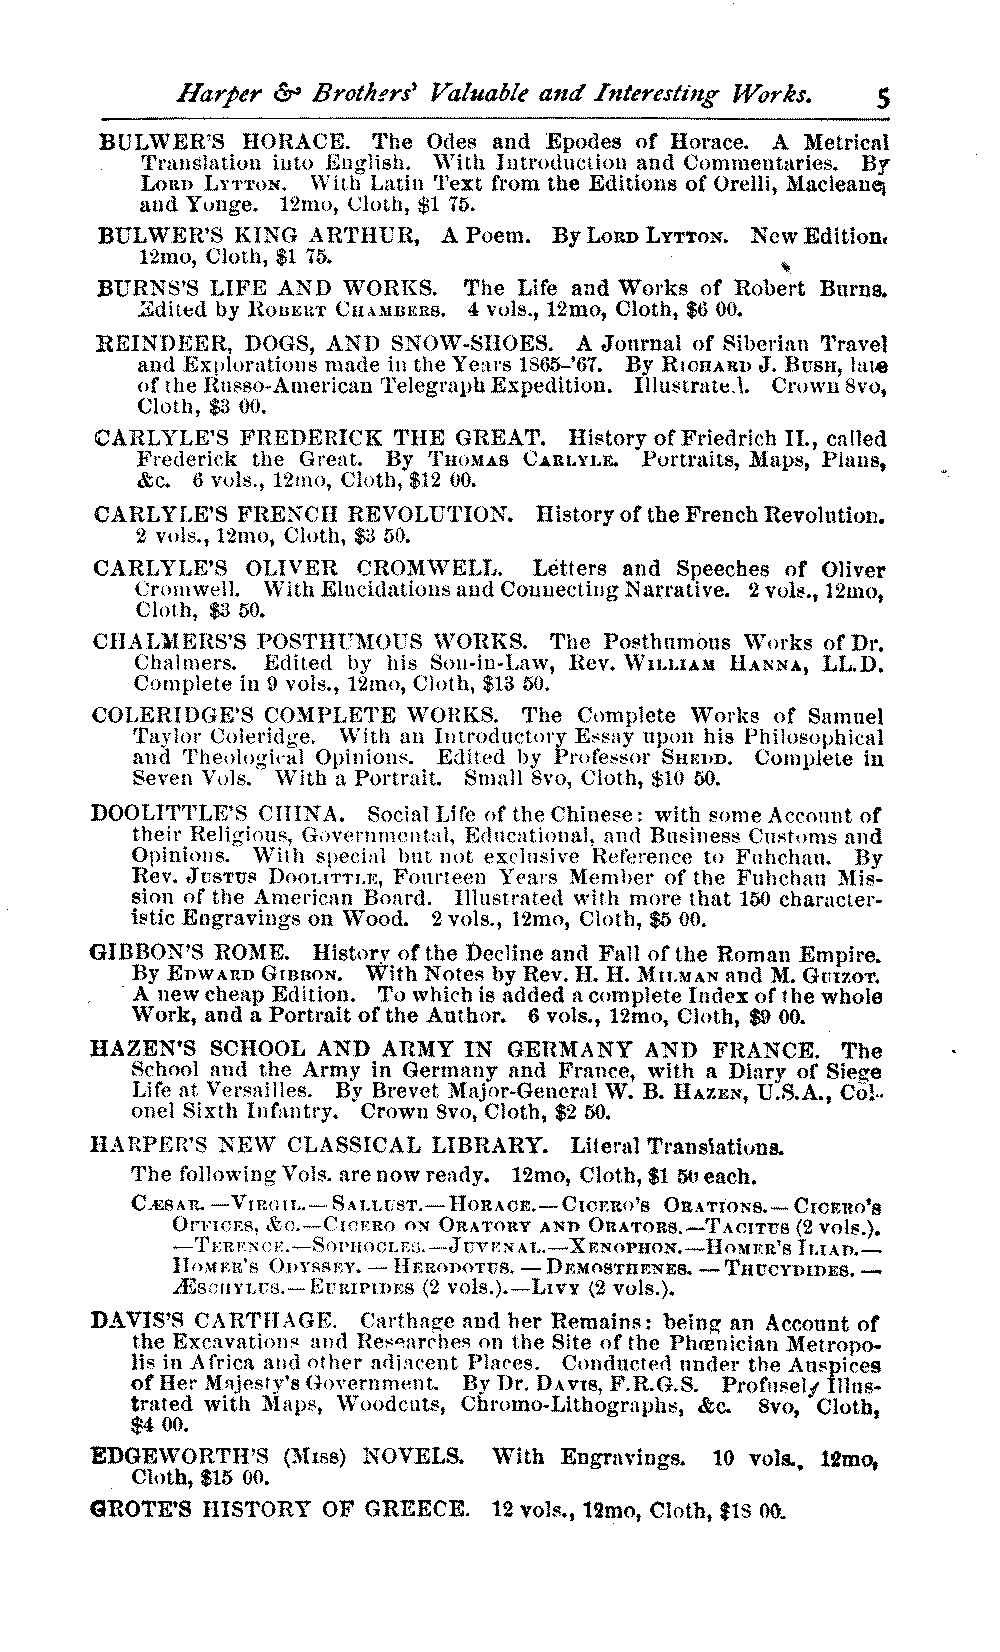 Harper & Brothers' Valuable and Interesting Works. 5
BULWER'S HORACE. The Odes and Epodes of Horace. A Metrical
Translation into English. With Introduction and Commentaries. By
LORD LYTTON. With Latin Text from the Editions of Orelli, Macleane,
and Yonge. 12mo, Cloth, $1 75.
BULWER'S KING ARTHUR, A Poem. By LORD LYTTON. New Edition.
12mo, Cloth, $1 75.
BURNS'S LIFE AND WORKS. The Life and Works of Robert Burns.
Edited by ROBERT CHAMBERS. 4 vols., 12mo, Cloth, $6 00.
REINDEER, DOGS, AND SNOW-SHOES. A Journal of Siberian Travel
and Explorations made in the Years 1865-'67. By RICHARD J. BUSH, late
of the Russo-American Telegraph Expedition. Illustrated. Crown 8vo,
Cloth, $3 00.
CARLYLE'S FREDERICK THE GREAT. History of Friedrich II., called
Frederick the Great. By THOMAS CARLYLE. Portraits, Maps, Plans,
&c. 6 vols., 12mo, Cloth, $12 00.
CARLYLE'S FRENCH REVOLUTION. History of the French Revolution.
2 vols., 12mo, Cloth, $3 50.
CARLYLE'S OLIVER CROMWELL. Letters and Speeches of Oliver
Cromwell. With Elucidations and Connecting Narrative. 2 vols., 12mo,
Cloth, $3 50.
CHALMERS'S POSTHUMOUS WORKS. The Posthumous Works of Dr.
Chalmers. Edited by his Son-in-Law, Rev. WILLIAM HANNA, LL.D.
Complete in 9 vols., 12mo, Cloth, $13 50.
COLERIDGE'S COMPLETE WORKS. The Complete Works of Samuel
Taylor Coleridge. With an Introductory Essay upon his Philosophical
and Theological Opinions. Edited by Professor SHEDD. Complete in
Seven Vols. With a Portrait. Small 8vo, Cloth, $10 50.
DOOLITTLE'S CHINA. Social Life of the Chinese: with some Account of
their Religious, Governmental, Educational, and Business Customs and
Opinions. With special but not exclusive Reference to Fuhchau. By
Rev. JUSTUS DOOLITTLE, Fourteen Years Member of the Fuhchau Mis-
sion of the American Board. Illustrated with more that 150 character-
istic Engravings on Wood. 2 vols., 12mo, Cloth, $5 00.
GIBBON'S ROME. History of the Decline and Fall of the Roman Empire.
By EDWARD GIBBON. With Notes by Rev. H. H. MILMAN and M. GUIZOT.
A new cheap Edition. To which is added a complete Index of the whole
Work, and a Portrait of the Author. 6 vols., 12mo, Cloth, $9 00.
HAZEN'S SCHOOL AND ARMY IN GERMANY AND FRANCE. The
School and the Army in Germany and France, with a Diary of Siege
Life at Versailles. By Brevet Major-General W. B. HAZEN, U.S.A., Col-
onel Sixth Infantry. Crown 8vo, Cloth, $2 50.
HARPER'S NEW CLASSICAL LIBRARY. Literal Translations.
The following Vols. are now ready. 12mo, Cloth, $1 50 each.
CÆSAR.—VIRGIL.—SALLUST.—HORACE.—CICERO'S ORATIONS.—CICERO'S
OFFICES, &C.—CICERO ON ORATORY AND ORATORS.—TACITUS (2 vols.).
—TERENCE.—SOPHOCLES.—JUVENAL.—XENOPHON.—HOMER'S ILIAD.—
HOMER'S ODYSSEY.—HERODOTUS.—DEMOSTHENES.—THUCYDIDES.—
ÆSCHYLUS.—EURIPIDES (2 vols.).—LIVY (2 vols.).
DAVIS'S CARTHAGE. Carthage and her Remains: being an Account of
the Excavations and Researches on the Site of the Phœnician Metropo-
lis in Africa and other adjacent Places. Conducted under the Auspices
of Her Majesty's Government. By Dr. DAVIS, F.R.G.S. Profusely Illus-
trated with Maps, Woodcuts, Chromo-Lithographs, &c. 8vo, Cloth,
$4 00.
EDGEWORTH'S (MISS) NOVELS. With Engravings. 10 vols., 12mo,
Cloth, $15 00.
GROTE'S HISTORY OF GREECE. 12 vols., 12mo, Cloth, $18 00.